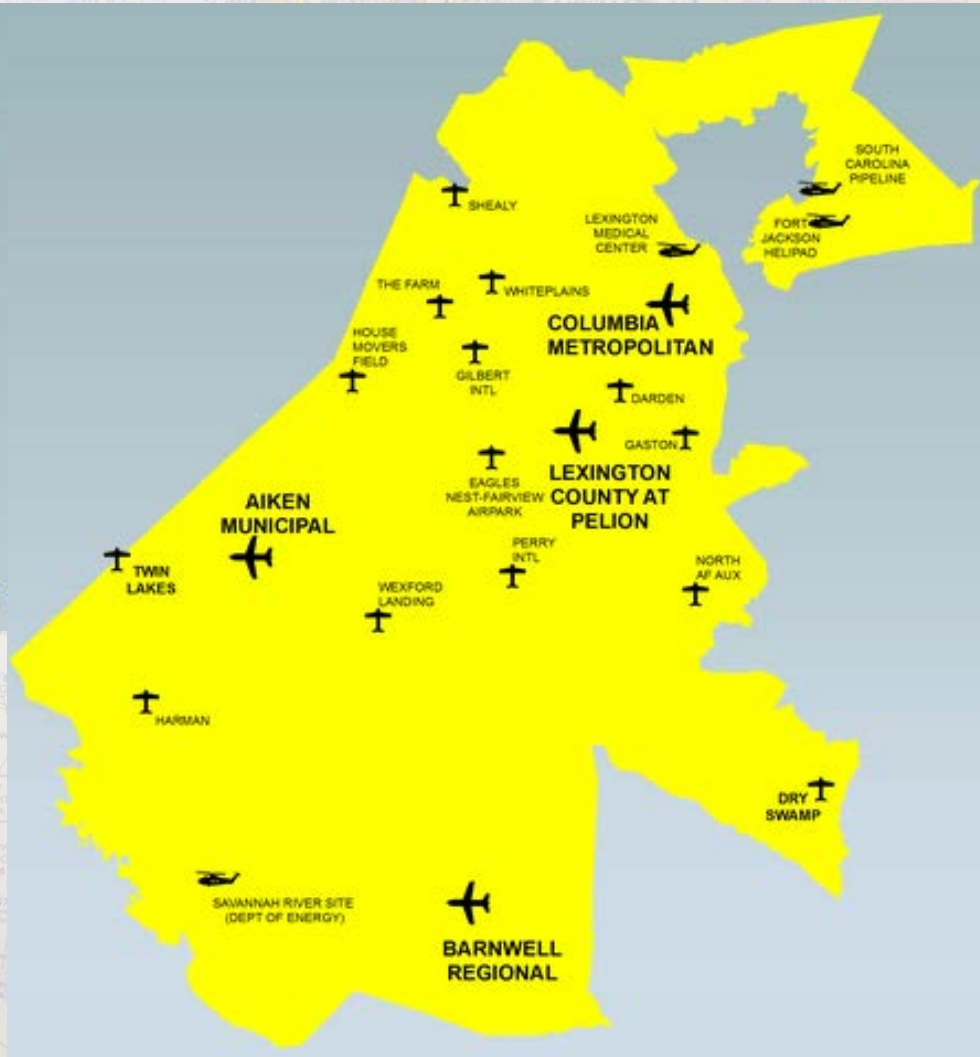 SOUTH
CAROLINA
PIPELINE
SHEALY
LEXINGTON
MEDICAL
CENTER
FORT
JACKSON
HELIPAD
THE FARM
WHITEPLAINS
COLUMBIA
METROPOLITAN
HOUSE
MOVERS
FIELD
GILBERT
INTL
DARDEN
GASTON
EAGLES
NEST-FAIRVIEW
AIRPARK
LEXINGTON
COUNTY AT
PELION
AIKEN
MUNICIPAL
PERRY
INTL
NORTH
AF AUX
TWIN
LAKES
WEXFORD
LANDING
HARMAN
DRY
SWAMP
SAVANNAH RIVER SITE
(DEPT OF ENERGY)
BARNWELL
REGIONAL